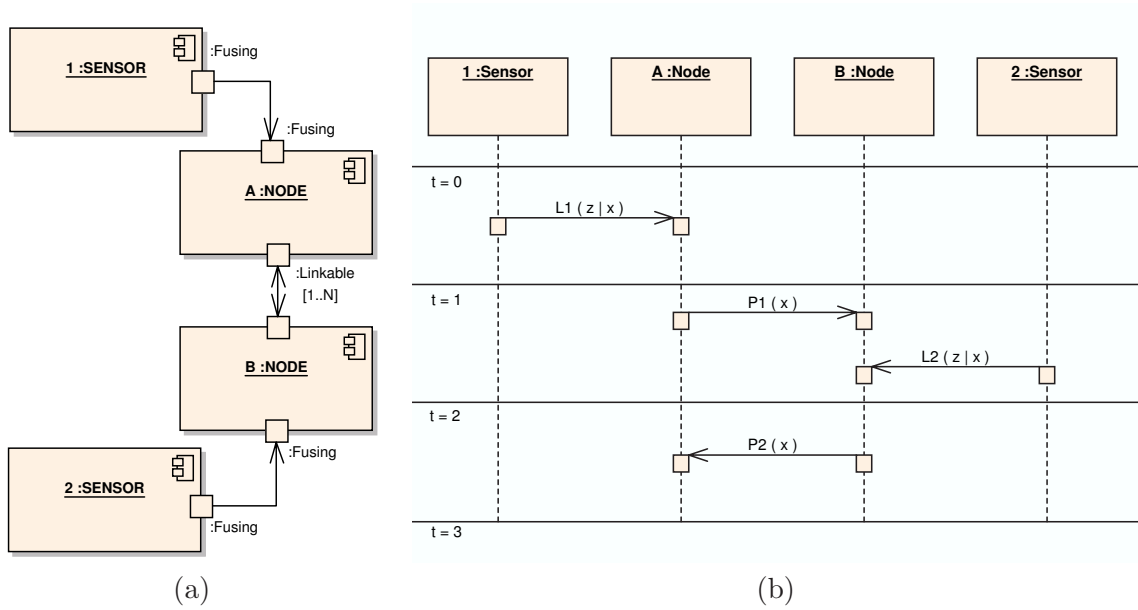 :Fusing
1 :SENSOR
:Fusing
A :NODE
:Linkable
[1..N]
B :NODE
:Fusing
2 :SENSOR
:Fusing
(a)
1 :Sensor
A :Node
B :Node
2 :Sensor
t = 0
L1 ( z | x )
t = 1
P1 ( x )
L2 ( z | x )
t = 2
P2 ( x )
t = 3
(b)